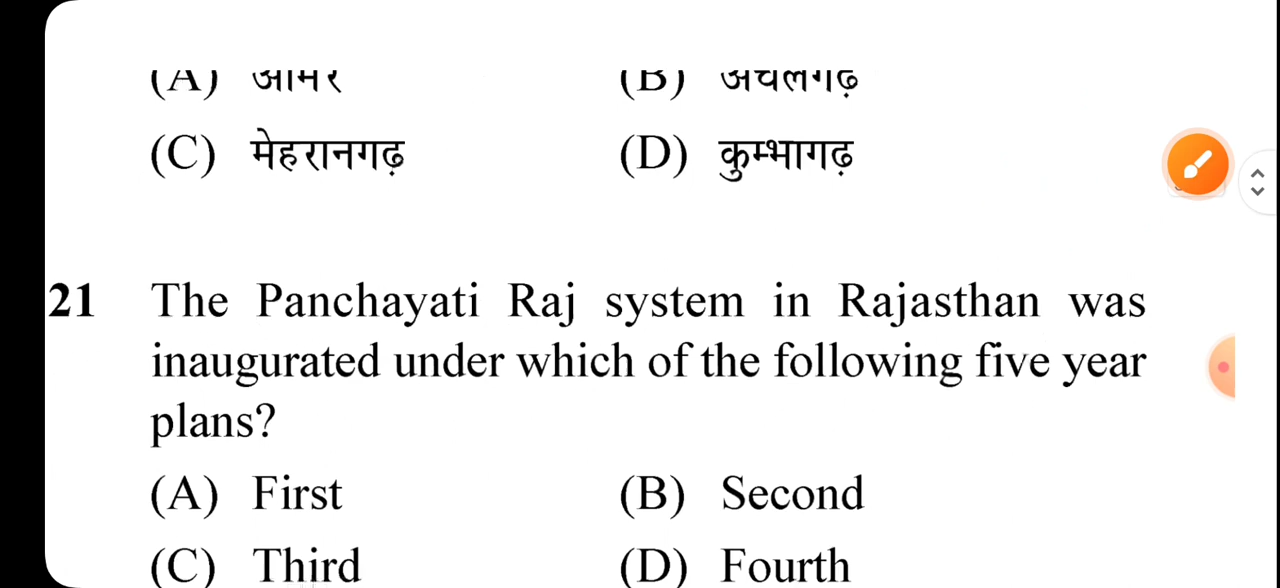 (A) आमेर (B) अचलगढ़
(C) मेहरानगढ़ (D) कुम्भागढ़
21 The Panchayati Raj system in Rajasthan was
inaugurated under which of the following five year
plans?
(A) First (B) Second
(C) Third (D) Fourth